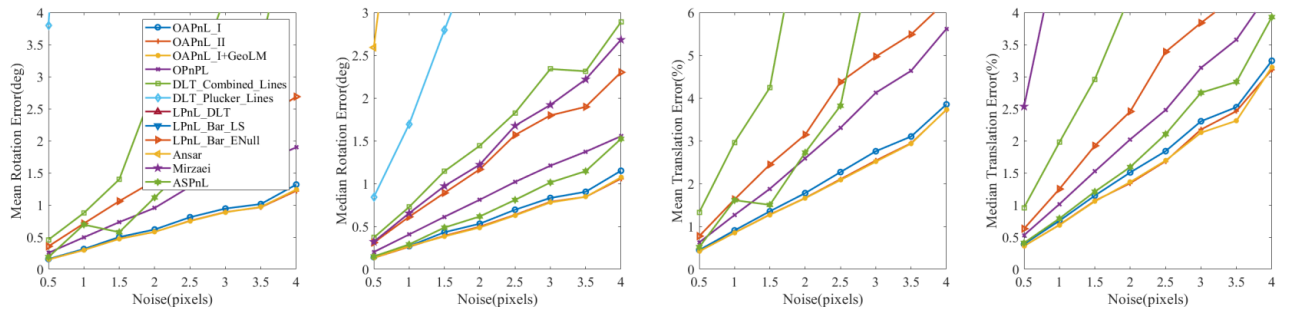 Mean Rotation Error(deg)
4
3.5
3
2.5
2
1.5
1
0.5
0
0.5 1 1.5 2 2.5 3 3.5 4
Noise(pixels)
OAPnL_I
OAPnL_II
OAPnL_I+GeoLM
OPnPL
DLT_Combined_Lines
DLT_Plucker_Lines
LPnL_DLT
LPnL_Bar_LS
LPnL_Bar_ENull
Ansar
Mirzaei
ASPnL
Median Rotation Error(deg)
3
2.5
2
1.5
1
0.5
0
0.5 1 1.5 2 2.5 3 3.5 4
Noise(pixels)
Mean Translation Error(%)
6
5
4
3
2
1
0
0.5 1 1.5 2 2.5 3 3.5 4
Noise(pixels)
Median Translation Error(%)
4
3.5
3
2.5
2
1.5
1
0.5
0
0.5 1 1.5 2 2.5 3 3.5 4
Noise(pixels)